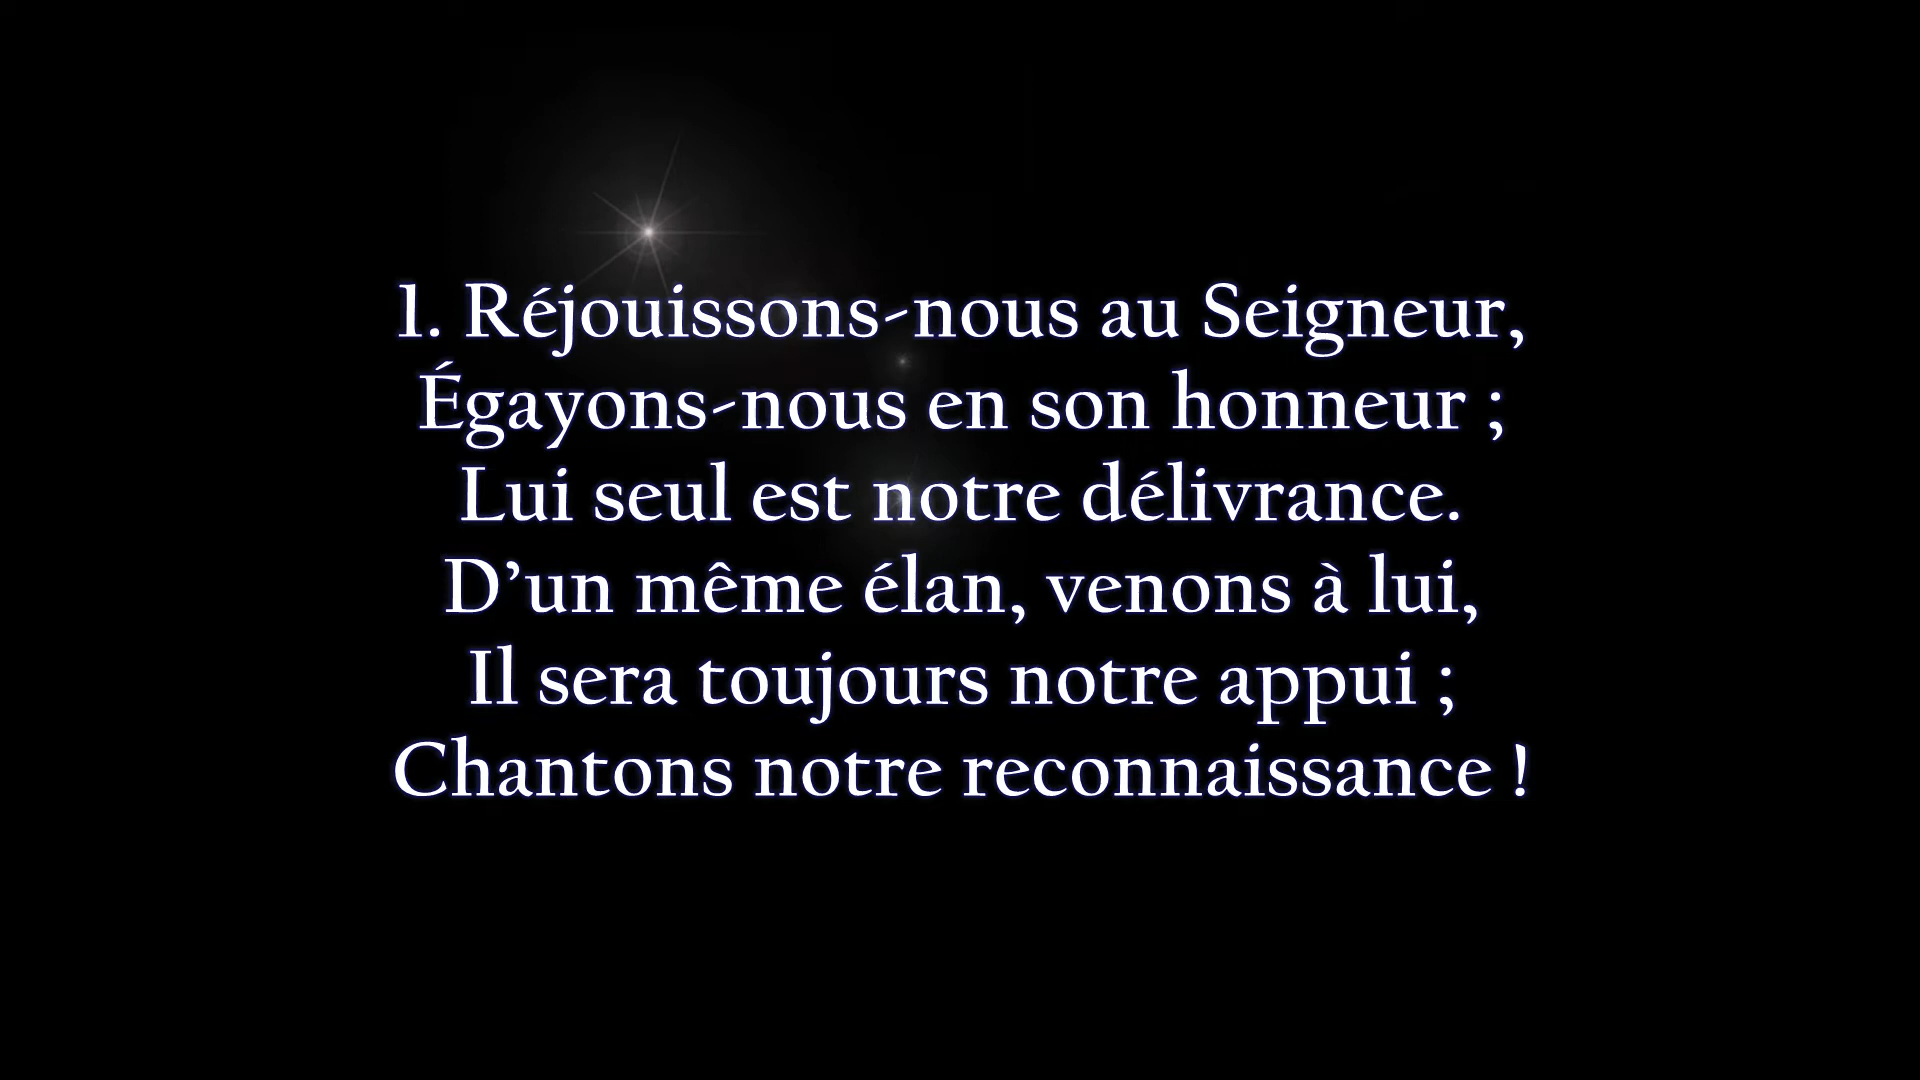 1. Réjouissons-nous au Seigneur,
Égayons-nous en son honneur ;
Lui seul est notre délivrance.
D’un même élan, venons à lui,
Il sera toujours notre appui ;
Chantons notre reconnaissance !